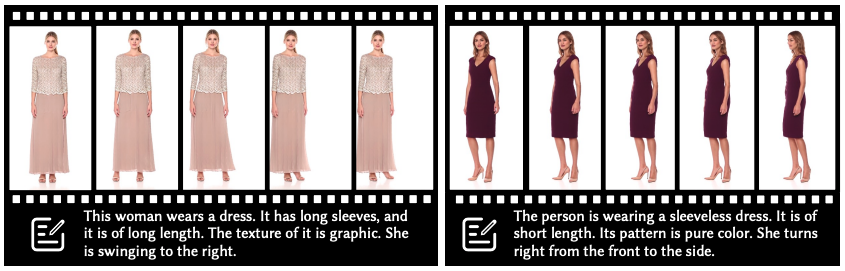 This woman wears a dress. It has long sleeves, and
it is of long length. The texture of it is graphic. She
is swinging to the right.
The person is wearing a sleeveless dress. It is of
short length. Its pattern is pure color. She turns
right from the front to the side.